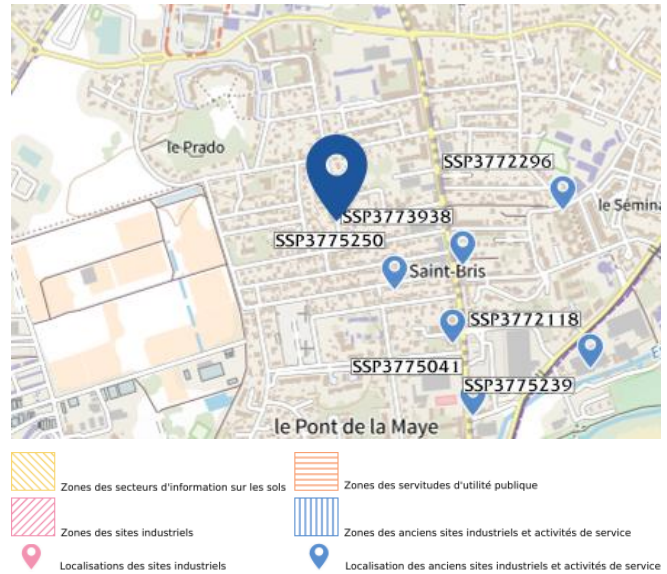 le Prado
SSP3772296
le Sémina
SSP3773938
SSP3775250
Saint-Bris
SSP3772118
SSP3775041
SSP3775239
E
le Pont de la Maye
Zones des secteurs d'information sur les sols
Zones des servitudes d'utilité publique
Zones des sites industriels
Zones des anciens sites industriels et activités de service
Localisations des sites industriels
Localisation des anciens sites industriels et activités de service